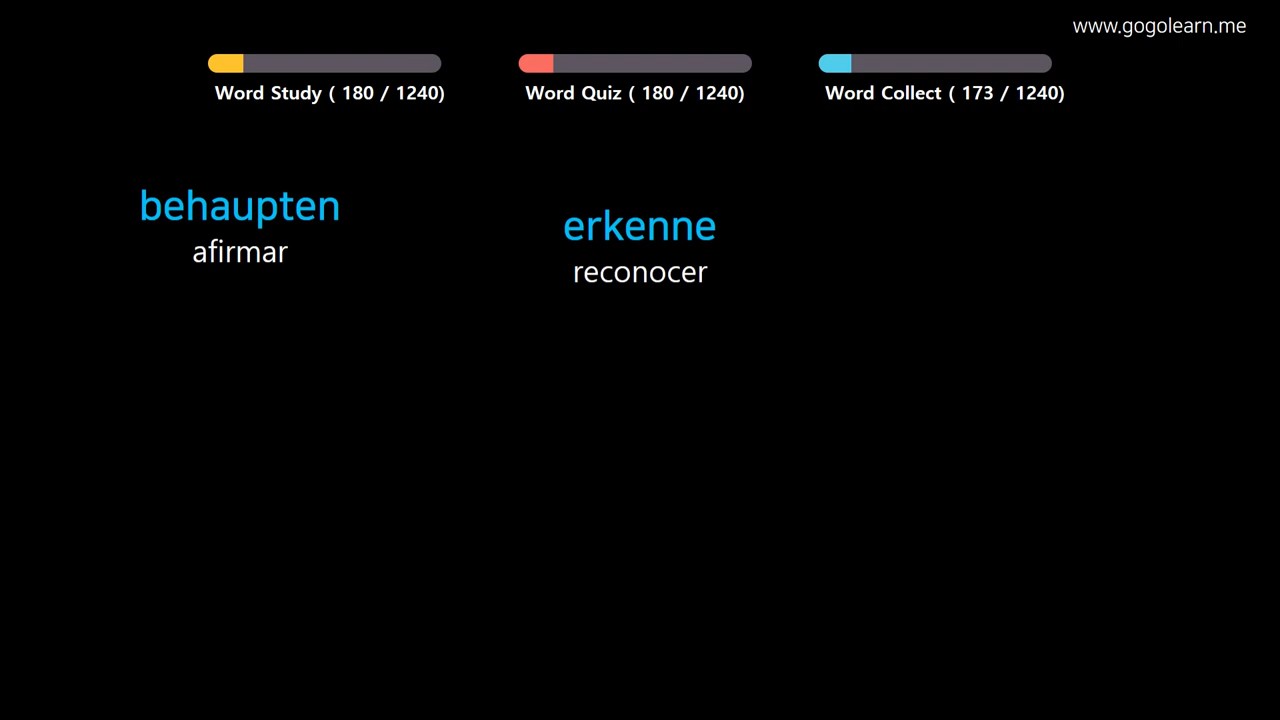 www.gogolearn.me
Word Study ( 180 / 1240)
Word Quiz ( 180 / 1240)
Word Collect ( 173 / 1240)
behaupten
afirmar
erkenne
reconocer